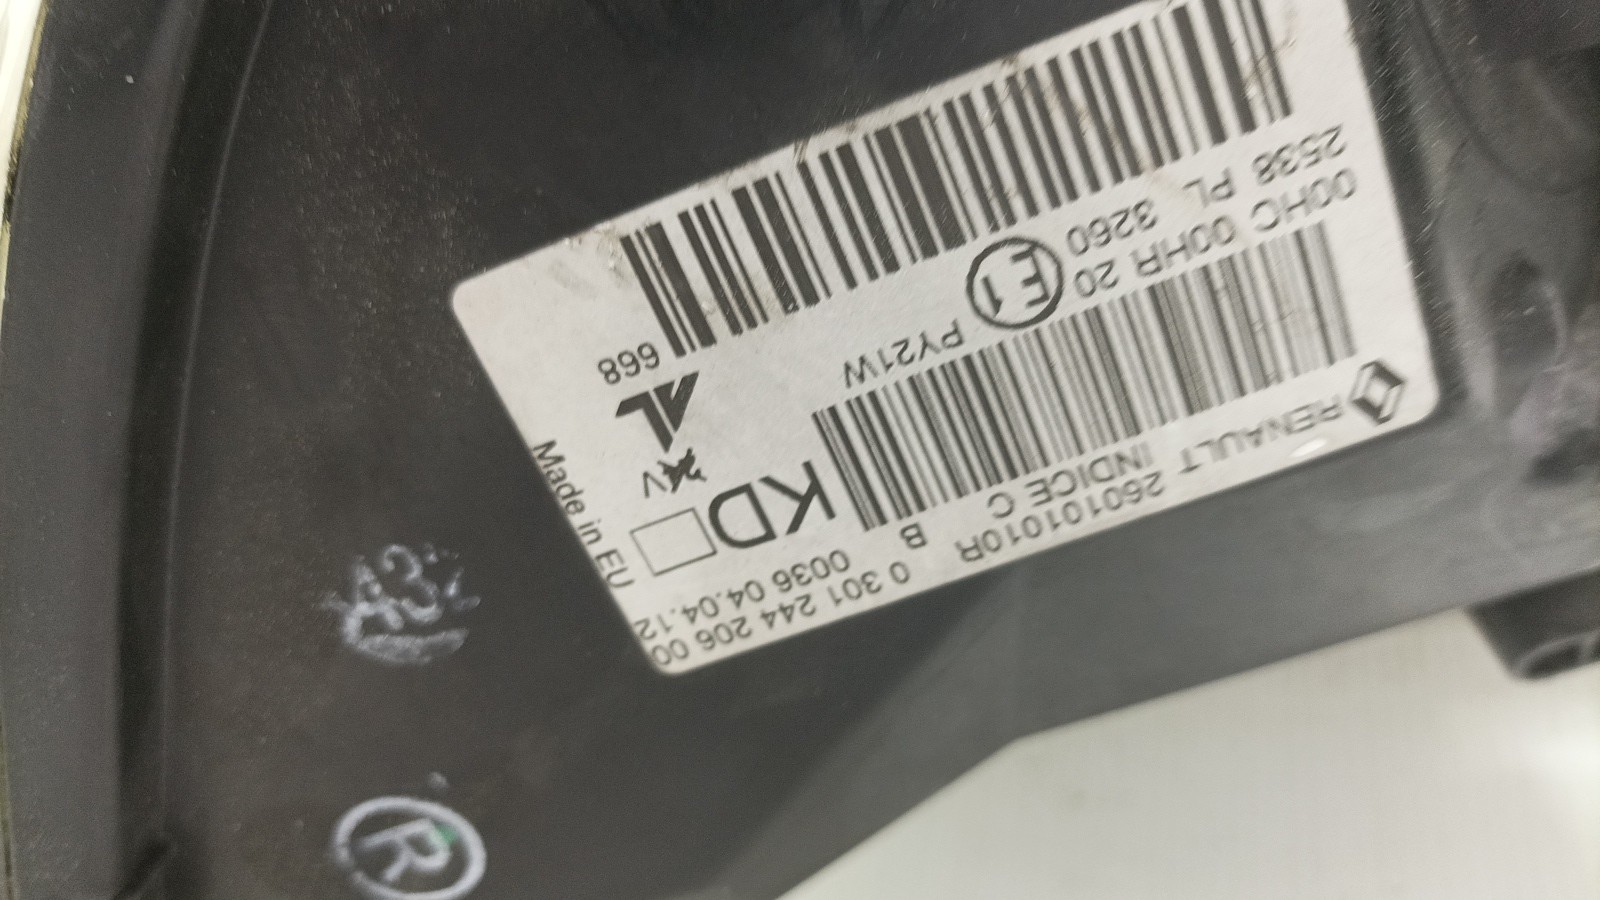 0 301 244 206 00
0036 04.04.12
260101010R B
RENAULT INDICE C
KD
V
AL
PY21W
00HC 00HR 20 E1
2538 PL 3260
668
Made in EU
A3
R